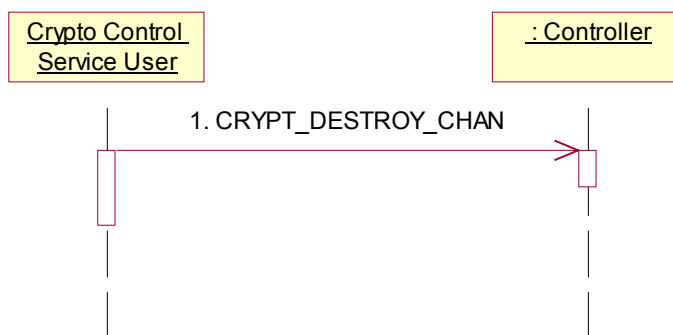 Crypto Control
Service User
: Controller
1. CRYPT_DESTROY_CHAN